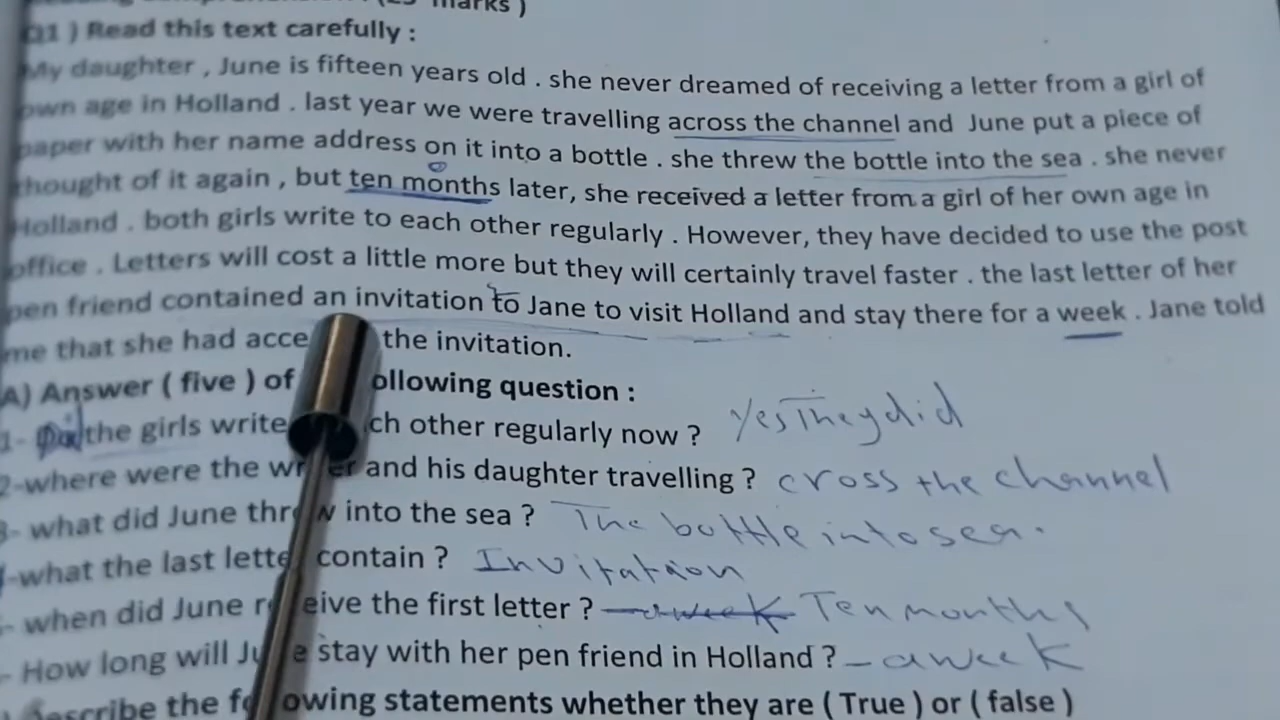 marks )
Q1 ) Read this text carefully :
My daughter , June is fifteen years old . she never dreamed of receiving a letter from a girl of
own age in Holland . last year we were travelling across the channel and June put a piece of
paper with her name address on it into a bottle . she threw the bottle into the sea . she never
thought of it again , but ten months later, she received a letter from a girl of her own age in
Holland . both girls write to each other regularly . However, they have decided to use the post
office . Letters will cost a little more but they will certainly travel faster . the last letter of her
pen friend contained an invitation to Jane to visit Holland and stay there for a week . Jane told
me that she had acce the invitation.
A) Answer ( five ) of ollowing question :
1- the girls write ch other regularly now ? Yes They did
2-where were the wr er and his daughter travelling ? cross the channel
3- what did June thr w into the sea ? The bottle into sea.
-what the last lette contain ? Invitation
- when did June r eive the first letter ? a week Ten months
- How long will Ju e stay with her pen friend in Holland ? a week
escribe the f owing statements whether they are ( True ) or ( false )